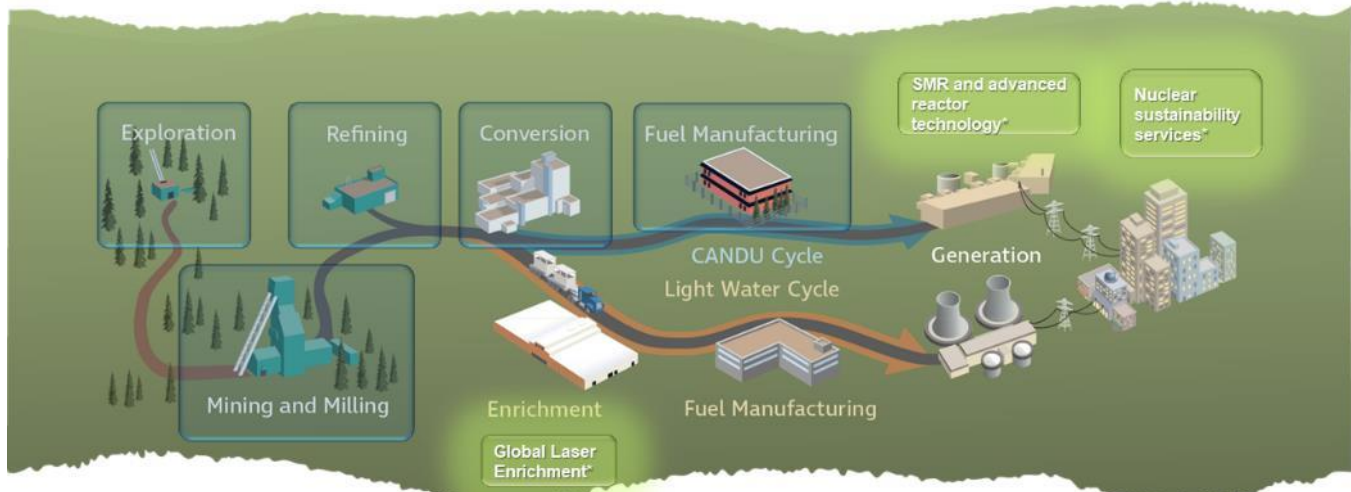 Exploration
Refining
Conversion
Fuel Manufacturing
SMR and advanced
reactor
technology*
Nuclear
sustainability
services*
CANDU Cycle
Light Water Cycle
Generation
Mining and Milling
Enrichment
Fuel Manufacturing
Global Laser
Enrichment*